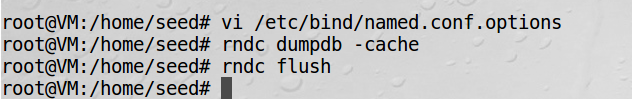 root@VM:/home/seed# vi /etc/bind/named.conf.options
root@VM:/home/seed# rndc dumpdb -cache
root@VM:/home/seed# rndc flush
root@VM:/home/seed#